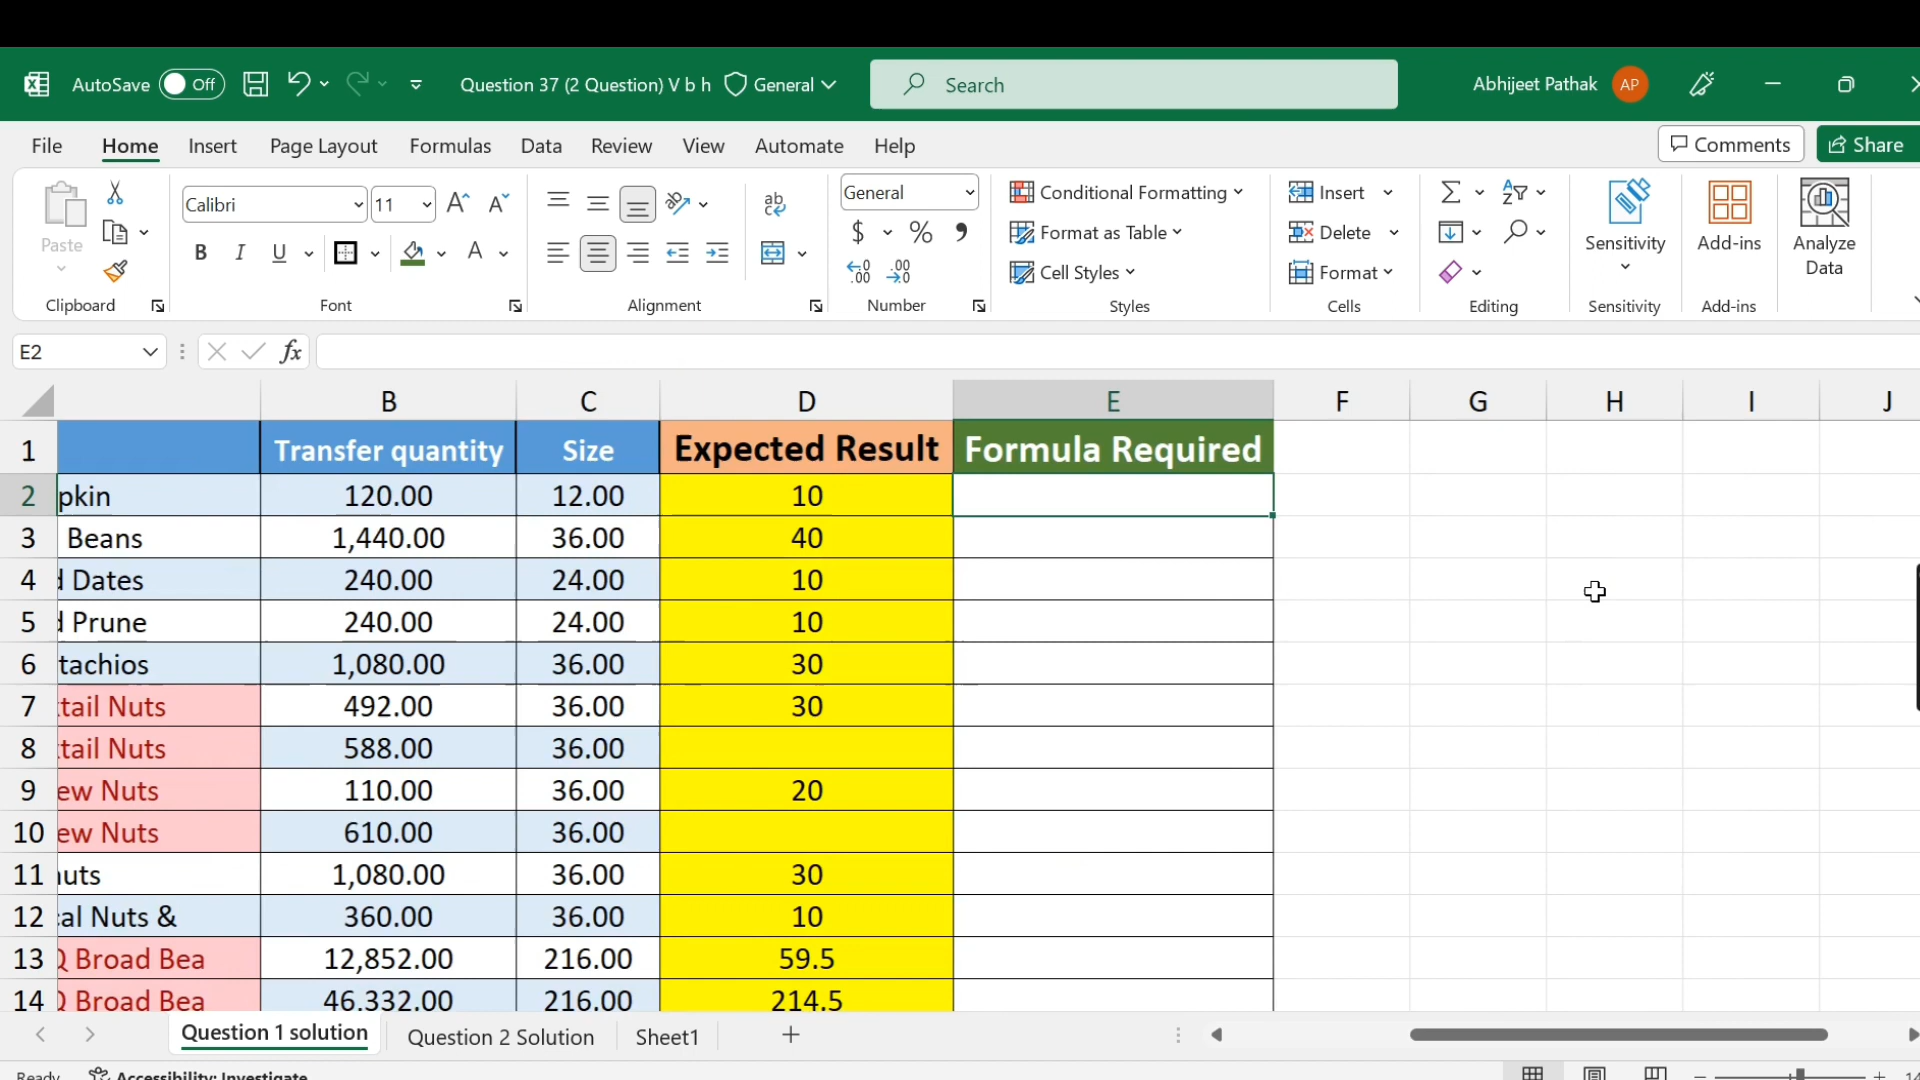 AutoSave Off Question 37 (2 Question) V b h General Search Abhijeet Pathak AP
File Home Insert Page Layout Formulas Data Review View Automate Help Comments Share
Paste
Clipboard
Calibri 11
B I U A
Font
ab
Alignment
General
$ % ,
Number
Conditional Formatting
Format as Table
Cell Styles
Styles
Insert
Delete
Format
Cells
Editing
Sensitivity
Sensitivity
Add-ins
Add-ins
Analyze
Data
E2 fx
B C D E F G H I J
1 Transfer quantity Size Expected Result Formula Required
2 pkin 120.00 12.00 10
3 Beans 1,440.00 36.00 40
4 d Dates 240.00 24.00 10
5 d Prune 240.00 24.00 10
6 tachios 1,080.00 36.00 30
7 tail Nuts 492.00 36.00 30
8 tail Nuts 588.00 36.00
9 ew Nuts 110.00 36.00 20
10 ew Nuts 610.00 36.00
11 nuts 1,080.00 36.00 30
12 cal Nuts & 360.00 36.00 10
13 Q Broad Bea 12,852.00 216.00 59.5
14 Q Broad Bea 46,332.00 216.00 214.5
Question 1 solution Question 2 Solution Sheet1
Ready Accessibility: Investigate